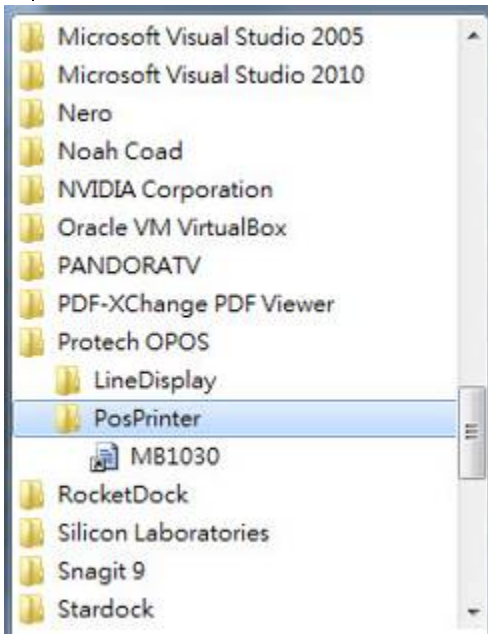 Microsoft Visual Studio 2005
Microsoft Visual Studio 2010
Nero
Noah Coad
NVIDIA Corporation
Oracle VM VirtualBox
PANDORATV
PDF-XChange PDF Viewer
Protech OPOS
LineDisplay
PosPrinter
MB1030
RocketDock
Silicon Laboratories
Snagit 9
Stardock